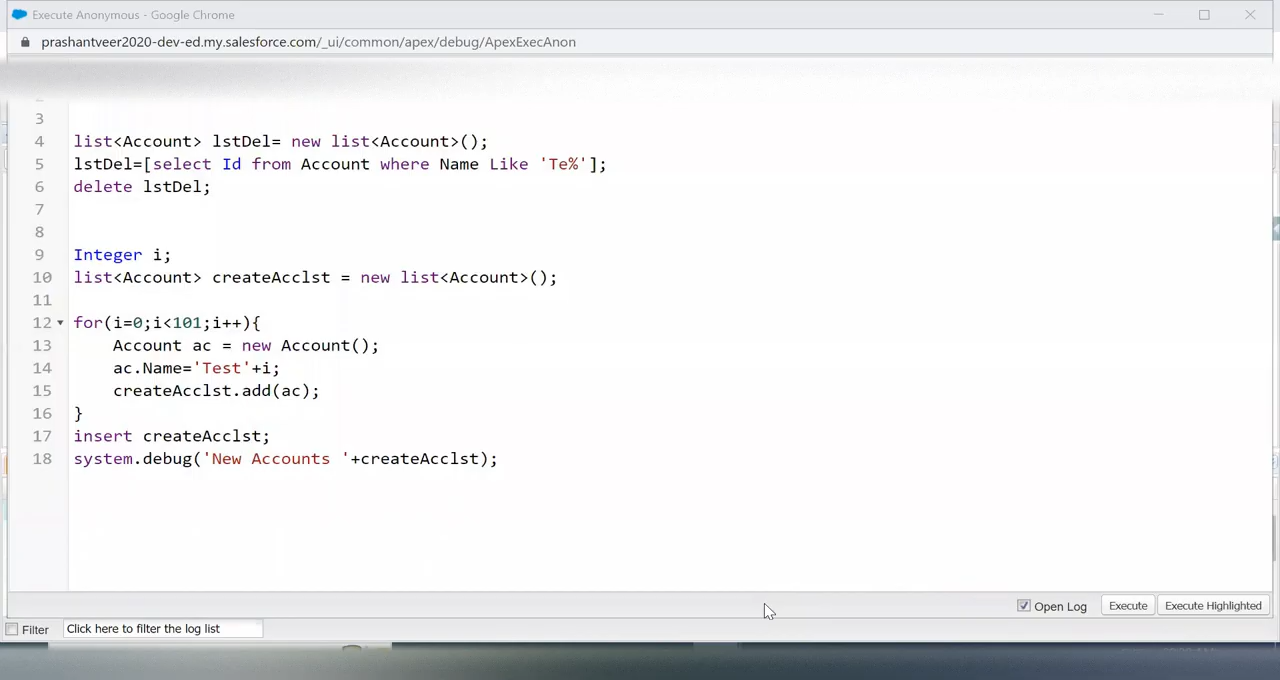 Execute Anonymous - Google Chrome
prashantveer2020-dev-ed.my.salesforce.com/_ui/common/apex/debug/ApexExecAnon
3
4 list<Account> lstDel= new list<Account>();
5 lstDel=[select Id from Account where Name Like 'Te%'];
6 delete lstDel;
7
8
9 Integer i;
10 list<Account> createAcclst = new list<Account>();
11
12 for(i=0;i<101;i++){
13 Account ac = new Account();
14 ac.Name='Test'+i;
15 createAcclst.add(ac);
16 }
17 insert createAcclst;
18 system.debug('New Accounts '+createAcclst);
Open Log Execute Execute Highlighted
Filter Click here to filter the log list